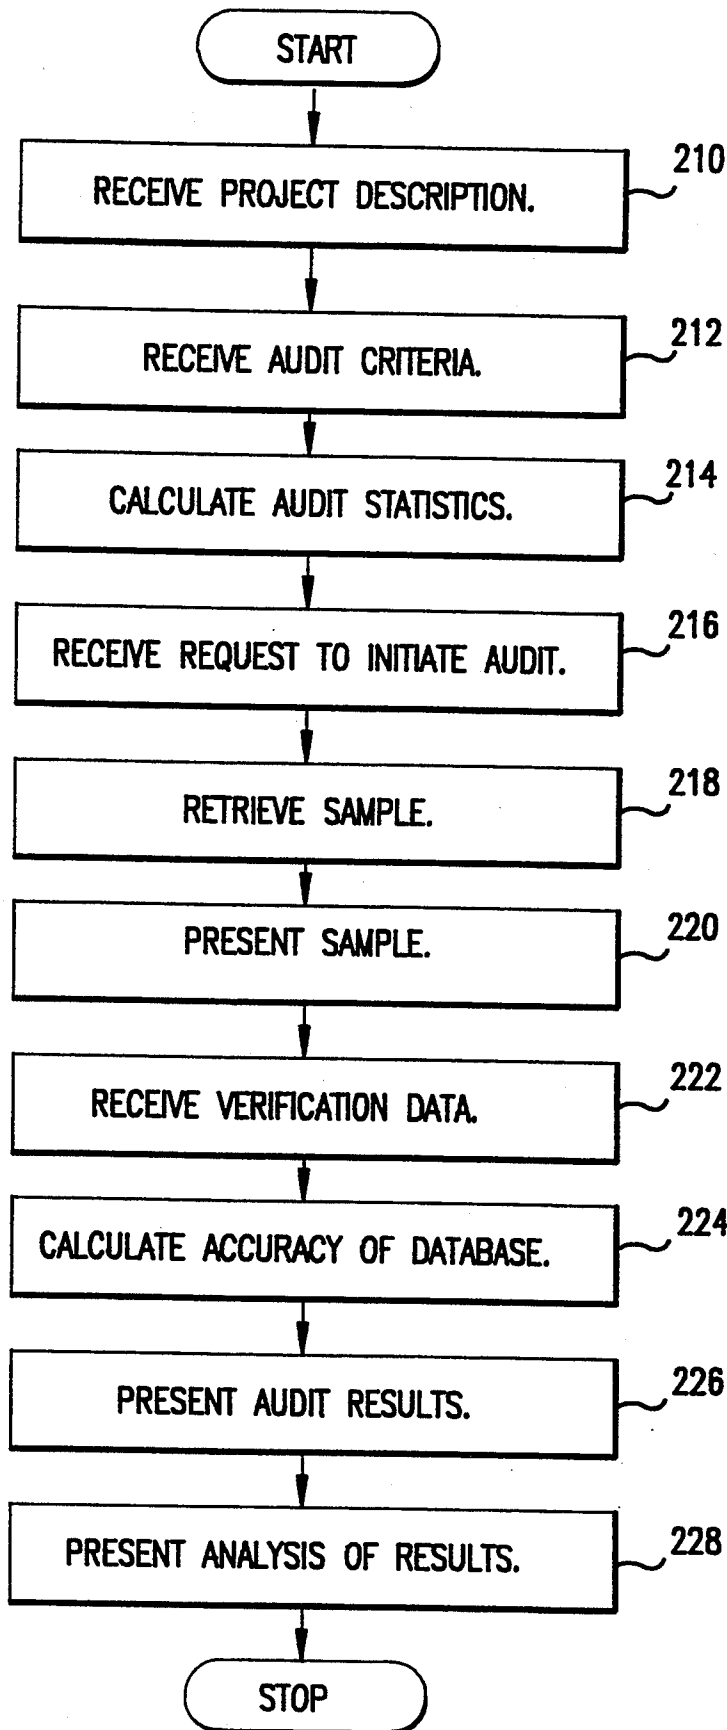 START
RECEIVE PROJECT DESCRIPTION.
210
RECEIVE AUDIT CRITERIA.
212
CALCULATE AUDIT STATISTICS.
214
RECEIVE REQUEST TO INITIATE AUDIT.
216
RETRIEVE SAMPLE.
218
PRESENT SAMPLE.
220
RECEIVE VERIFICATION DATA.
222
CALCULATE ACCURACY OF DATABASE.
224
PRESENT AUDIT RESULTS.
226
PRESENT ANALYSIS OF RESULTS.
228
STOP